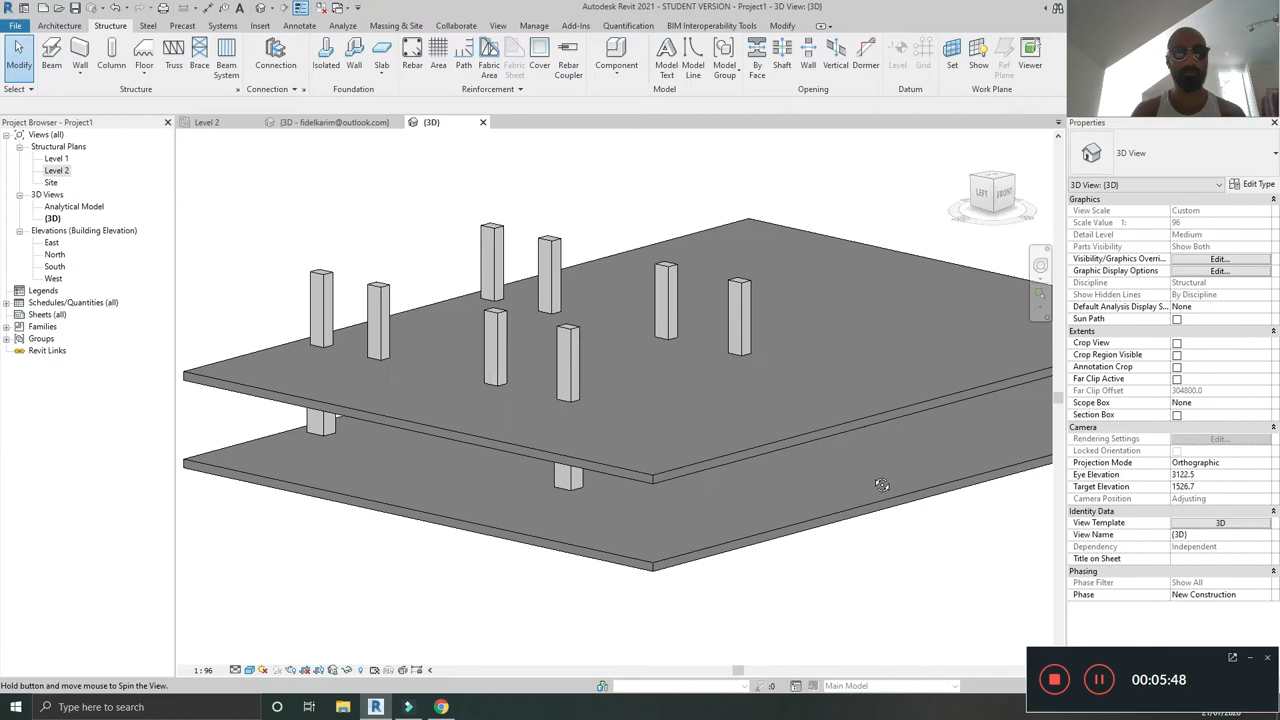 Autodesk Revit 2021 - STUDENT VERSION - Project1 - 3D View: {3D}
File Architecture Structure Steel Precast Systems Insert Annotate Analyze Massing & Site Collaborate View Manage Add-Ins Quantification BIM Interoperability Tools Modify
Modify Beam Wall Column Floor Truss Brace Beam System Connection Isolated Wall Slab Rebar Area Path Fabric Area Fabric Sheet Cover Rebar Coupler Component Model Text Model Line Model Group By Face Shaft Wall Vertical Dormer Level Grid Set Show Ref Plane Viewer
Select Structure Connection Foundation Reinforcement Model Opening Datum Work Plane
Project Browser - Project1
Views (all)
Structural Plans
Level 1
Level 2
Site
3D Views
Analytical Model
{3D}
Elevations (Building Elevation)
East
North
South
West
Legends
Schedules/Quantities (all)
Sheets (all)
Families
Groups
Revit Links
Level 2
{3D - fidelkarim@outlook.com}
{3D}
LEFT FRONT
Properties
3D View
3D View: {3D} Edit Type
Graphics
View Scale Custom
Scale Value 1: 96
Detail Level Medium
Parts Visibility Show Both
Visibility/Graphics Overri... Edit...
Graphic Display Options Edit...
Discipline Structural
Show Hidden Lines By Discipline
Default Analysis Display S... None
Sun Path
Extents
Crop View
Crop Region Visible
Annotation Crop
Far Clip Active
Far Clip Offset 304800.0
Scope Box None
Section Box
Camera
Rendering Settings Edit...
Locked Orientation
Projection Mode Orthographic
Eye Elevation 3122.5
Target Elevation 1526.7
Camera Position Adjusting
Identity Data
View Template 3D
View Name {3D}
Dependency Independent
Title on Sheet
Phasing
Phase Filter Show All
Phase New Construction
1 : 96
Hold button and move mouse to Spin the View.
:0
Main Model
00:05:48
Type here to search